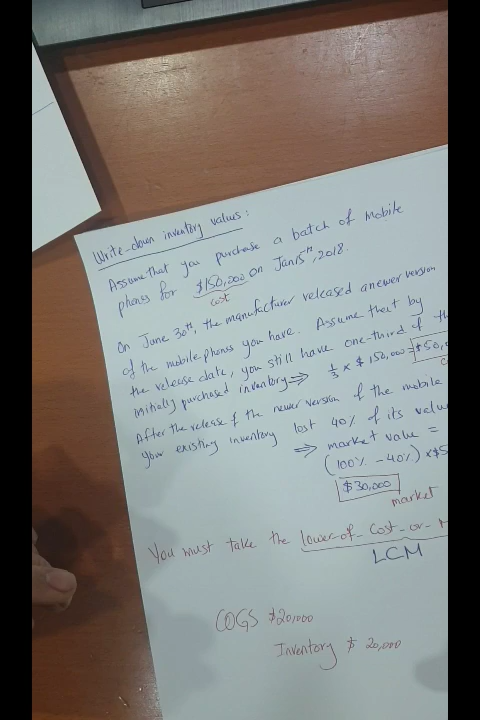 Write-down inventory values:
Assume that you purchase a batch of mobile
phones for $150,000 on Jan 15th, 2018.
cost
On June 30th, the manufacturer released a newer version
of the mobile phones you have. Assume that by
the release date, you still have one-third of th
initially purchased inventory ⇒ 1/3 x $150,000 = $50,0
After the release of the newer version of the mobile
your existing inventory lost 40% of its valu
⇒ market value =
(100% - 40%) x $5
$30,000
market
You must take the lower-of-Cost-or-M
LCM
COGS $20,000
Inventory $ 20,000